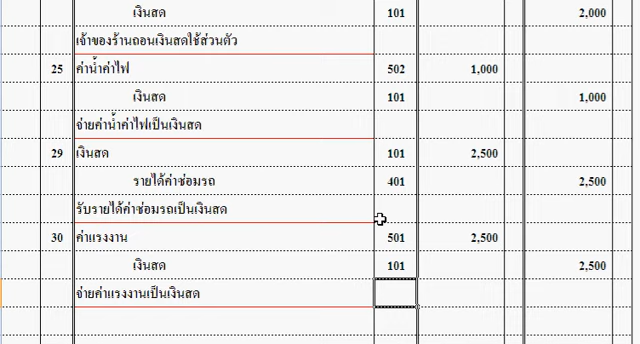 เงินสด 101 2,000
เจ้าของร้านถอนเงินสดใช้ส่วนตัว
25 ค่าน้ำค่าไฟ 502 1,000
เงินสด 101 1,000
จ่ายค่าน้ำค่าไฟเป็นเงินสด
29 เงินสด 101 2,500
รายได้ค่าซ่อมรถ 401 2,500
รับรายได้ค่าซ่อมรถเป็นเงินสด
30 ค่าแรงงาน 501 2,500
เงินสด 101 2,500
จ่ายค่าแรงงานเป็นเงินสด